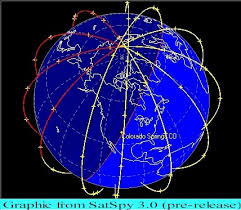 Colorado Springs,CO
Graphic from SatSpy 3.0 (pre-release)